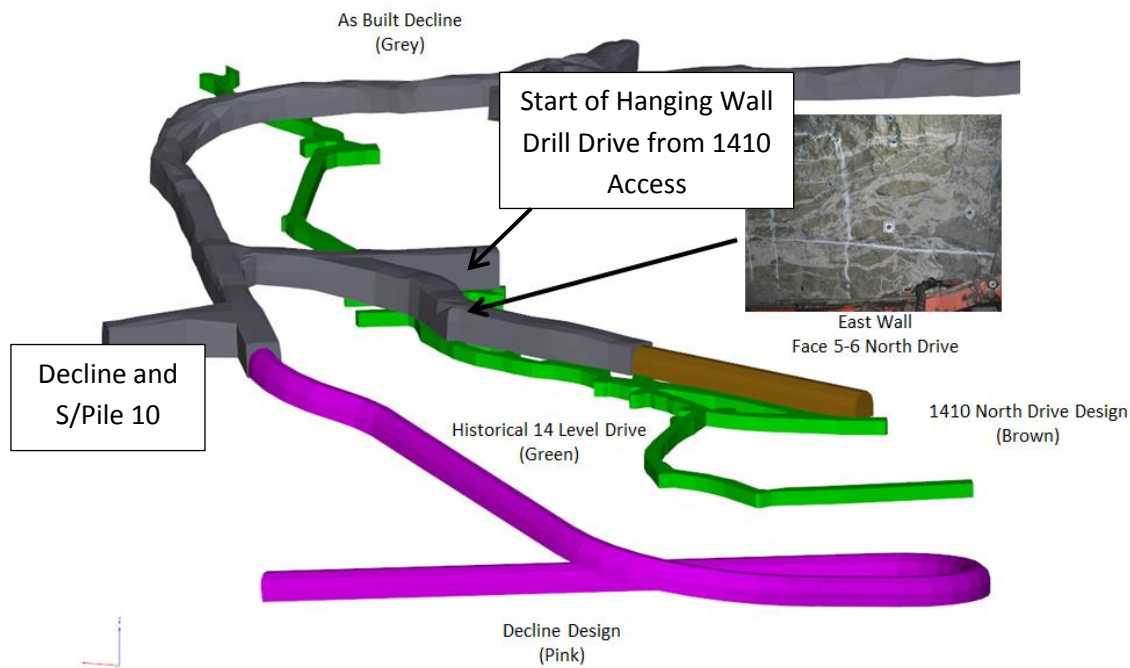 As Built Decline
(Grey)
Start of Hanging Wall
Drill Drive from 1410
Access
East Wall
Face 5-6 North Drive
Decline and
S/Pile 10
1410 North Drive Design
(Brown)
Historical 14 Level Drive
(Green)
Decline Design
(Pink)